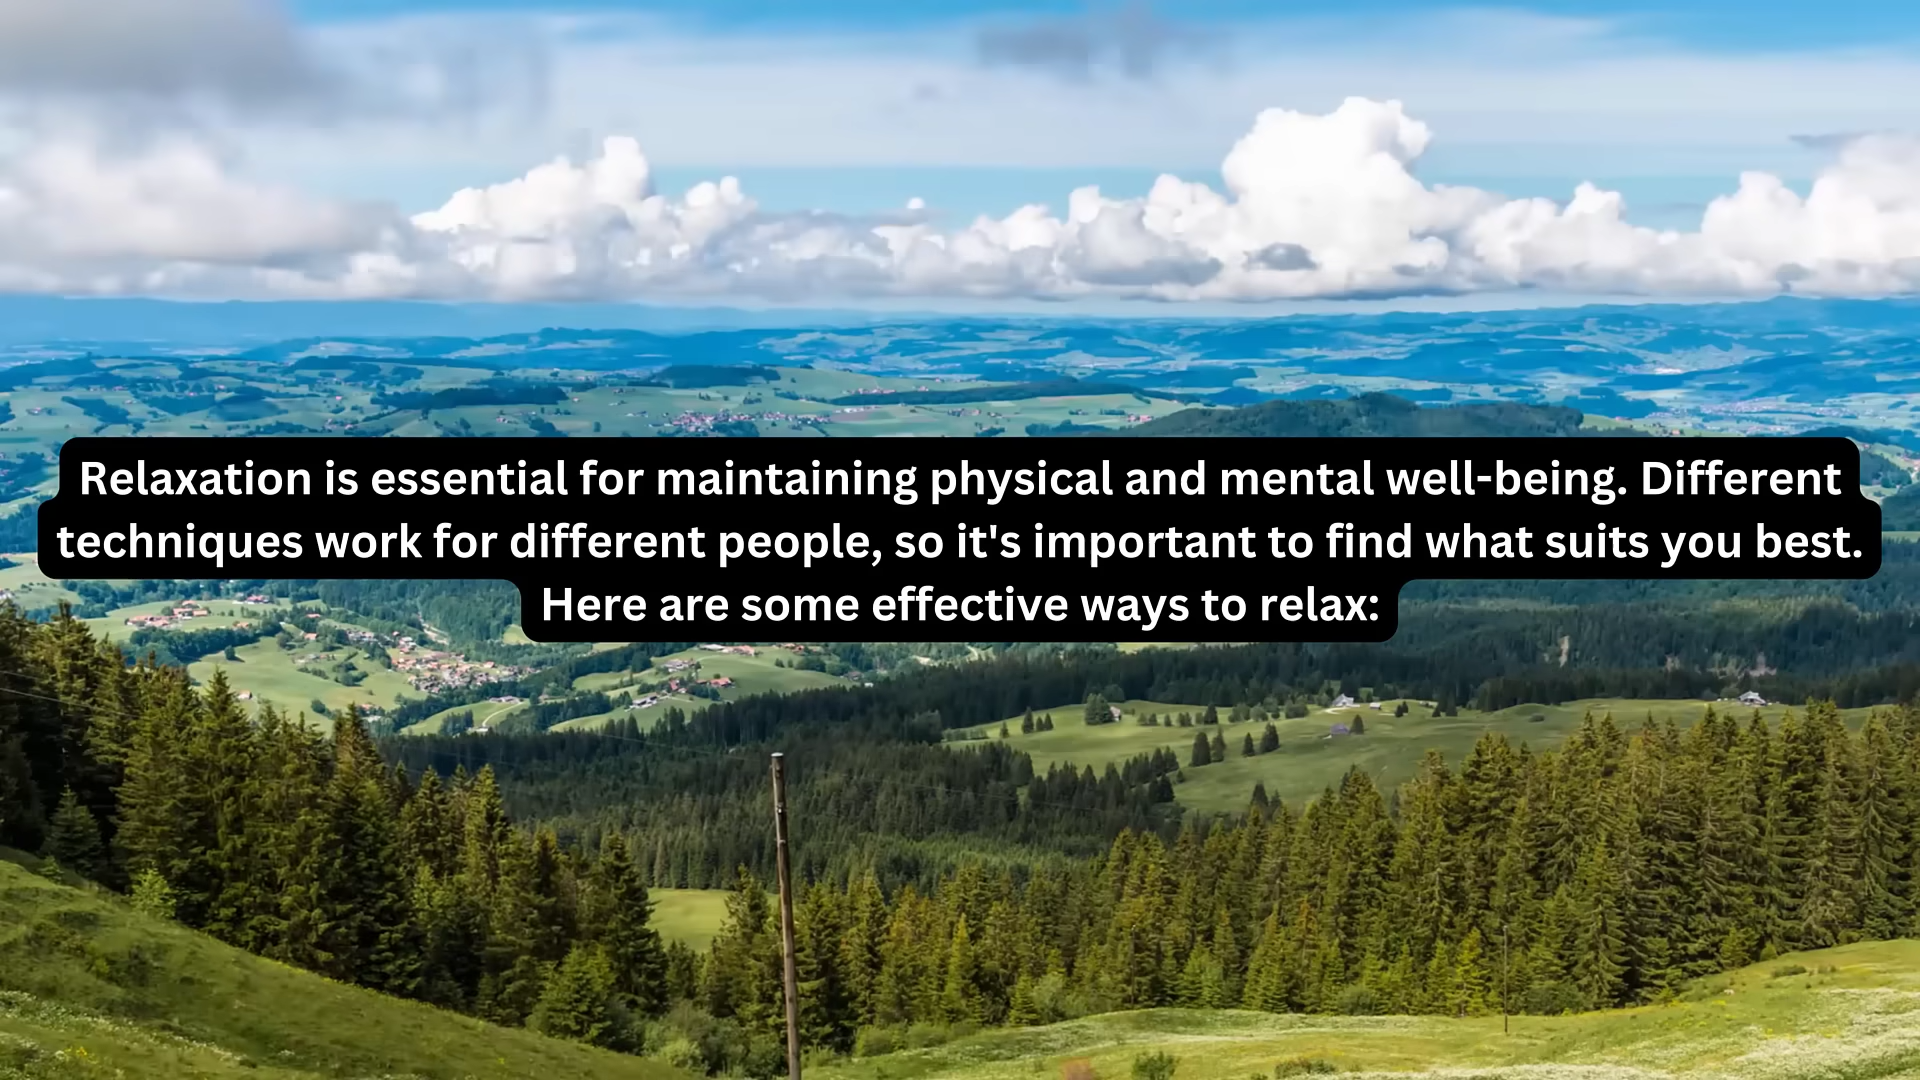 Relaxation is essential for maintaining physical and mental well-being. Different
techniques work for different people, so it's important to find what suits you best.
Here are some effective ways to relax: